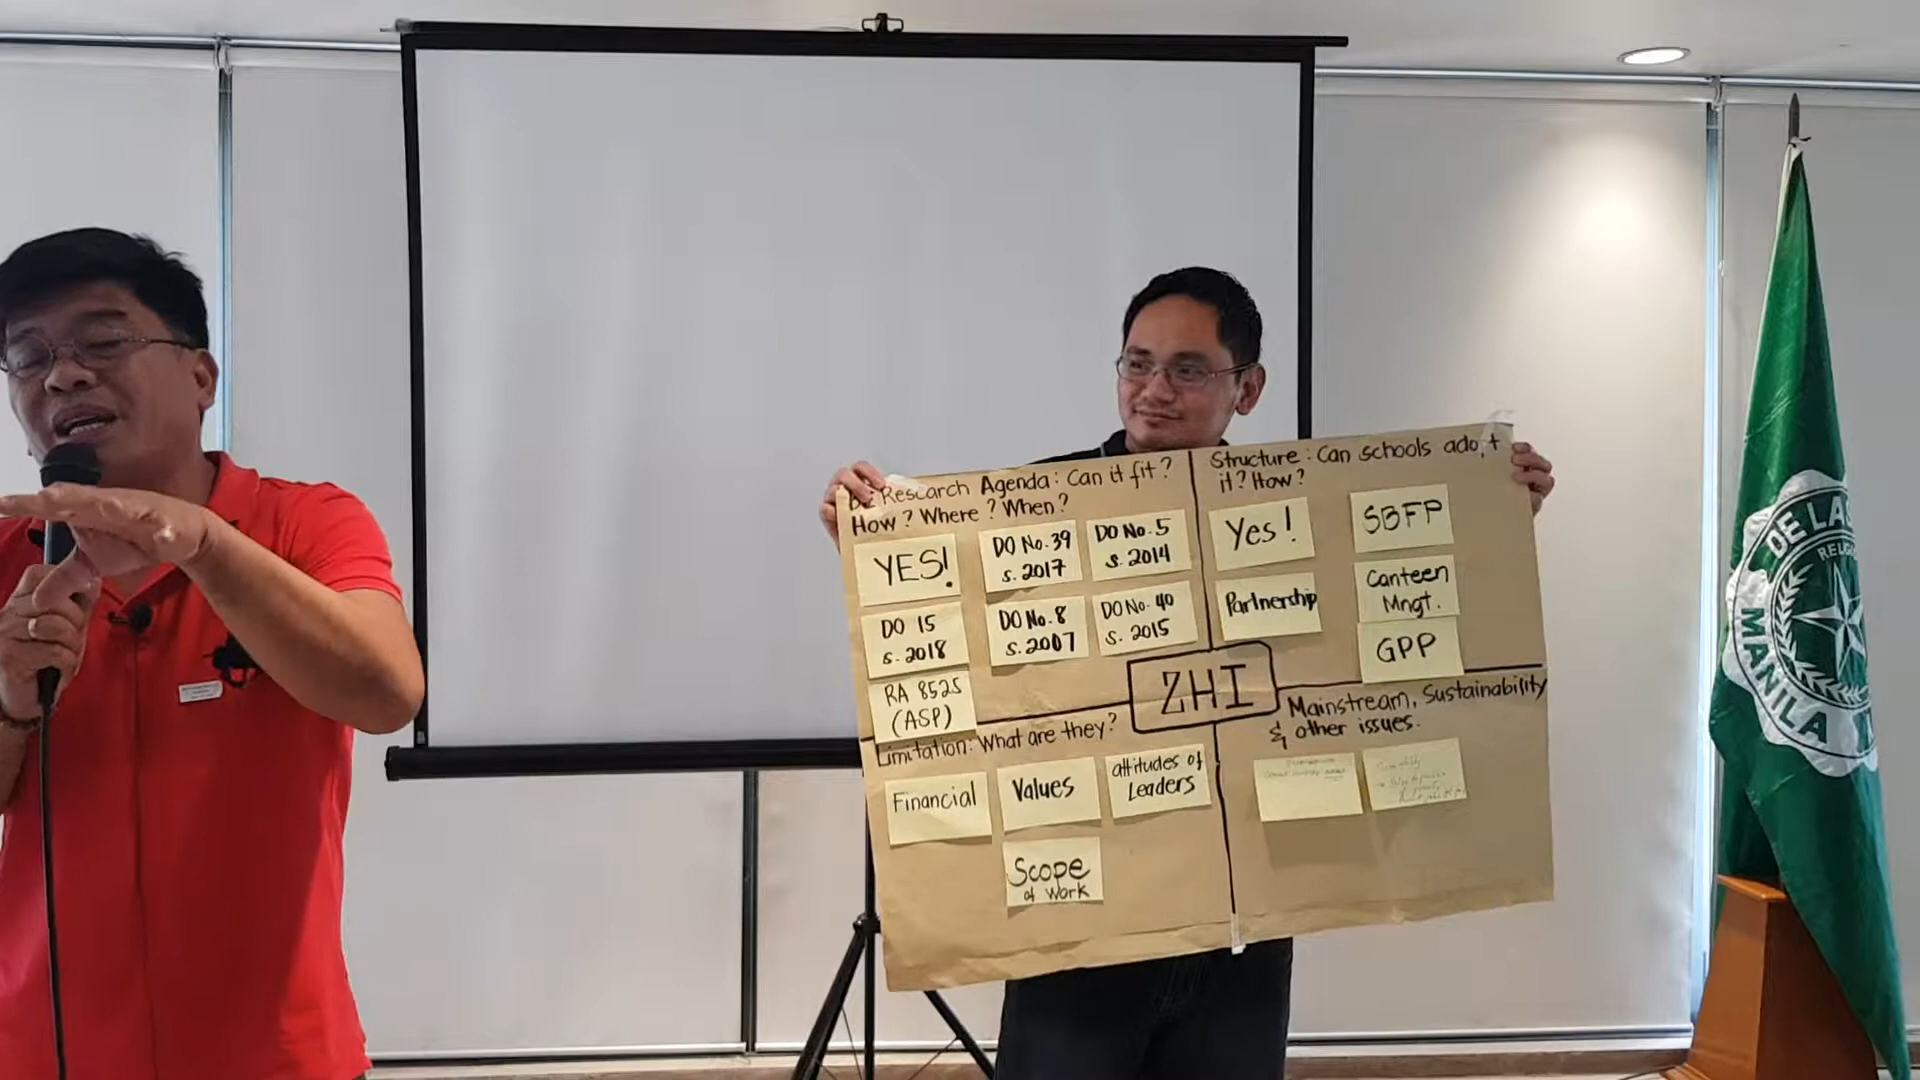 Research Agenda: Can it fit?
How? Where? When?
YES!
DO No. 39
s. 2017
DO No. 5
s. 2014
DO 15
s. 2018
DO No. 8
s. 2007
DO No. 40
s. 2015
RA 8525
(ASP)
Structure: Can schools
it? How?
Yes!
SBFP
Partnership
Canteen
Mngt.
GPP
ZHI
Limitation: What are they?
Financial
Values
attitudes of
Leaders
Scope
of Work
Mainstream, Sustainability
& other issues.
DE LA
MANILA